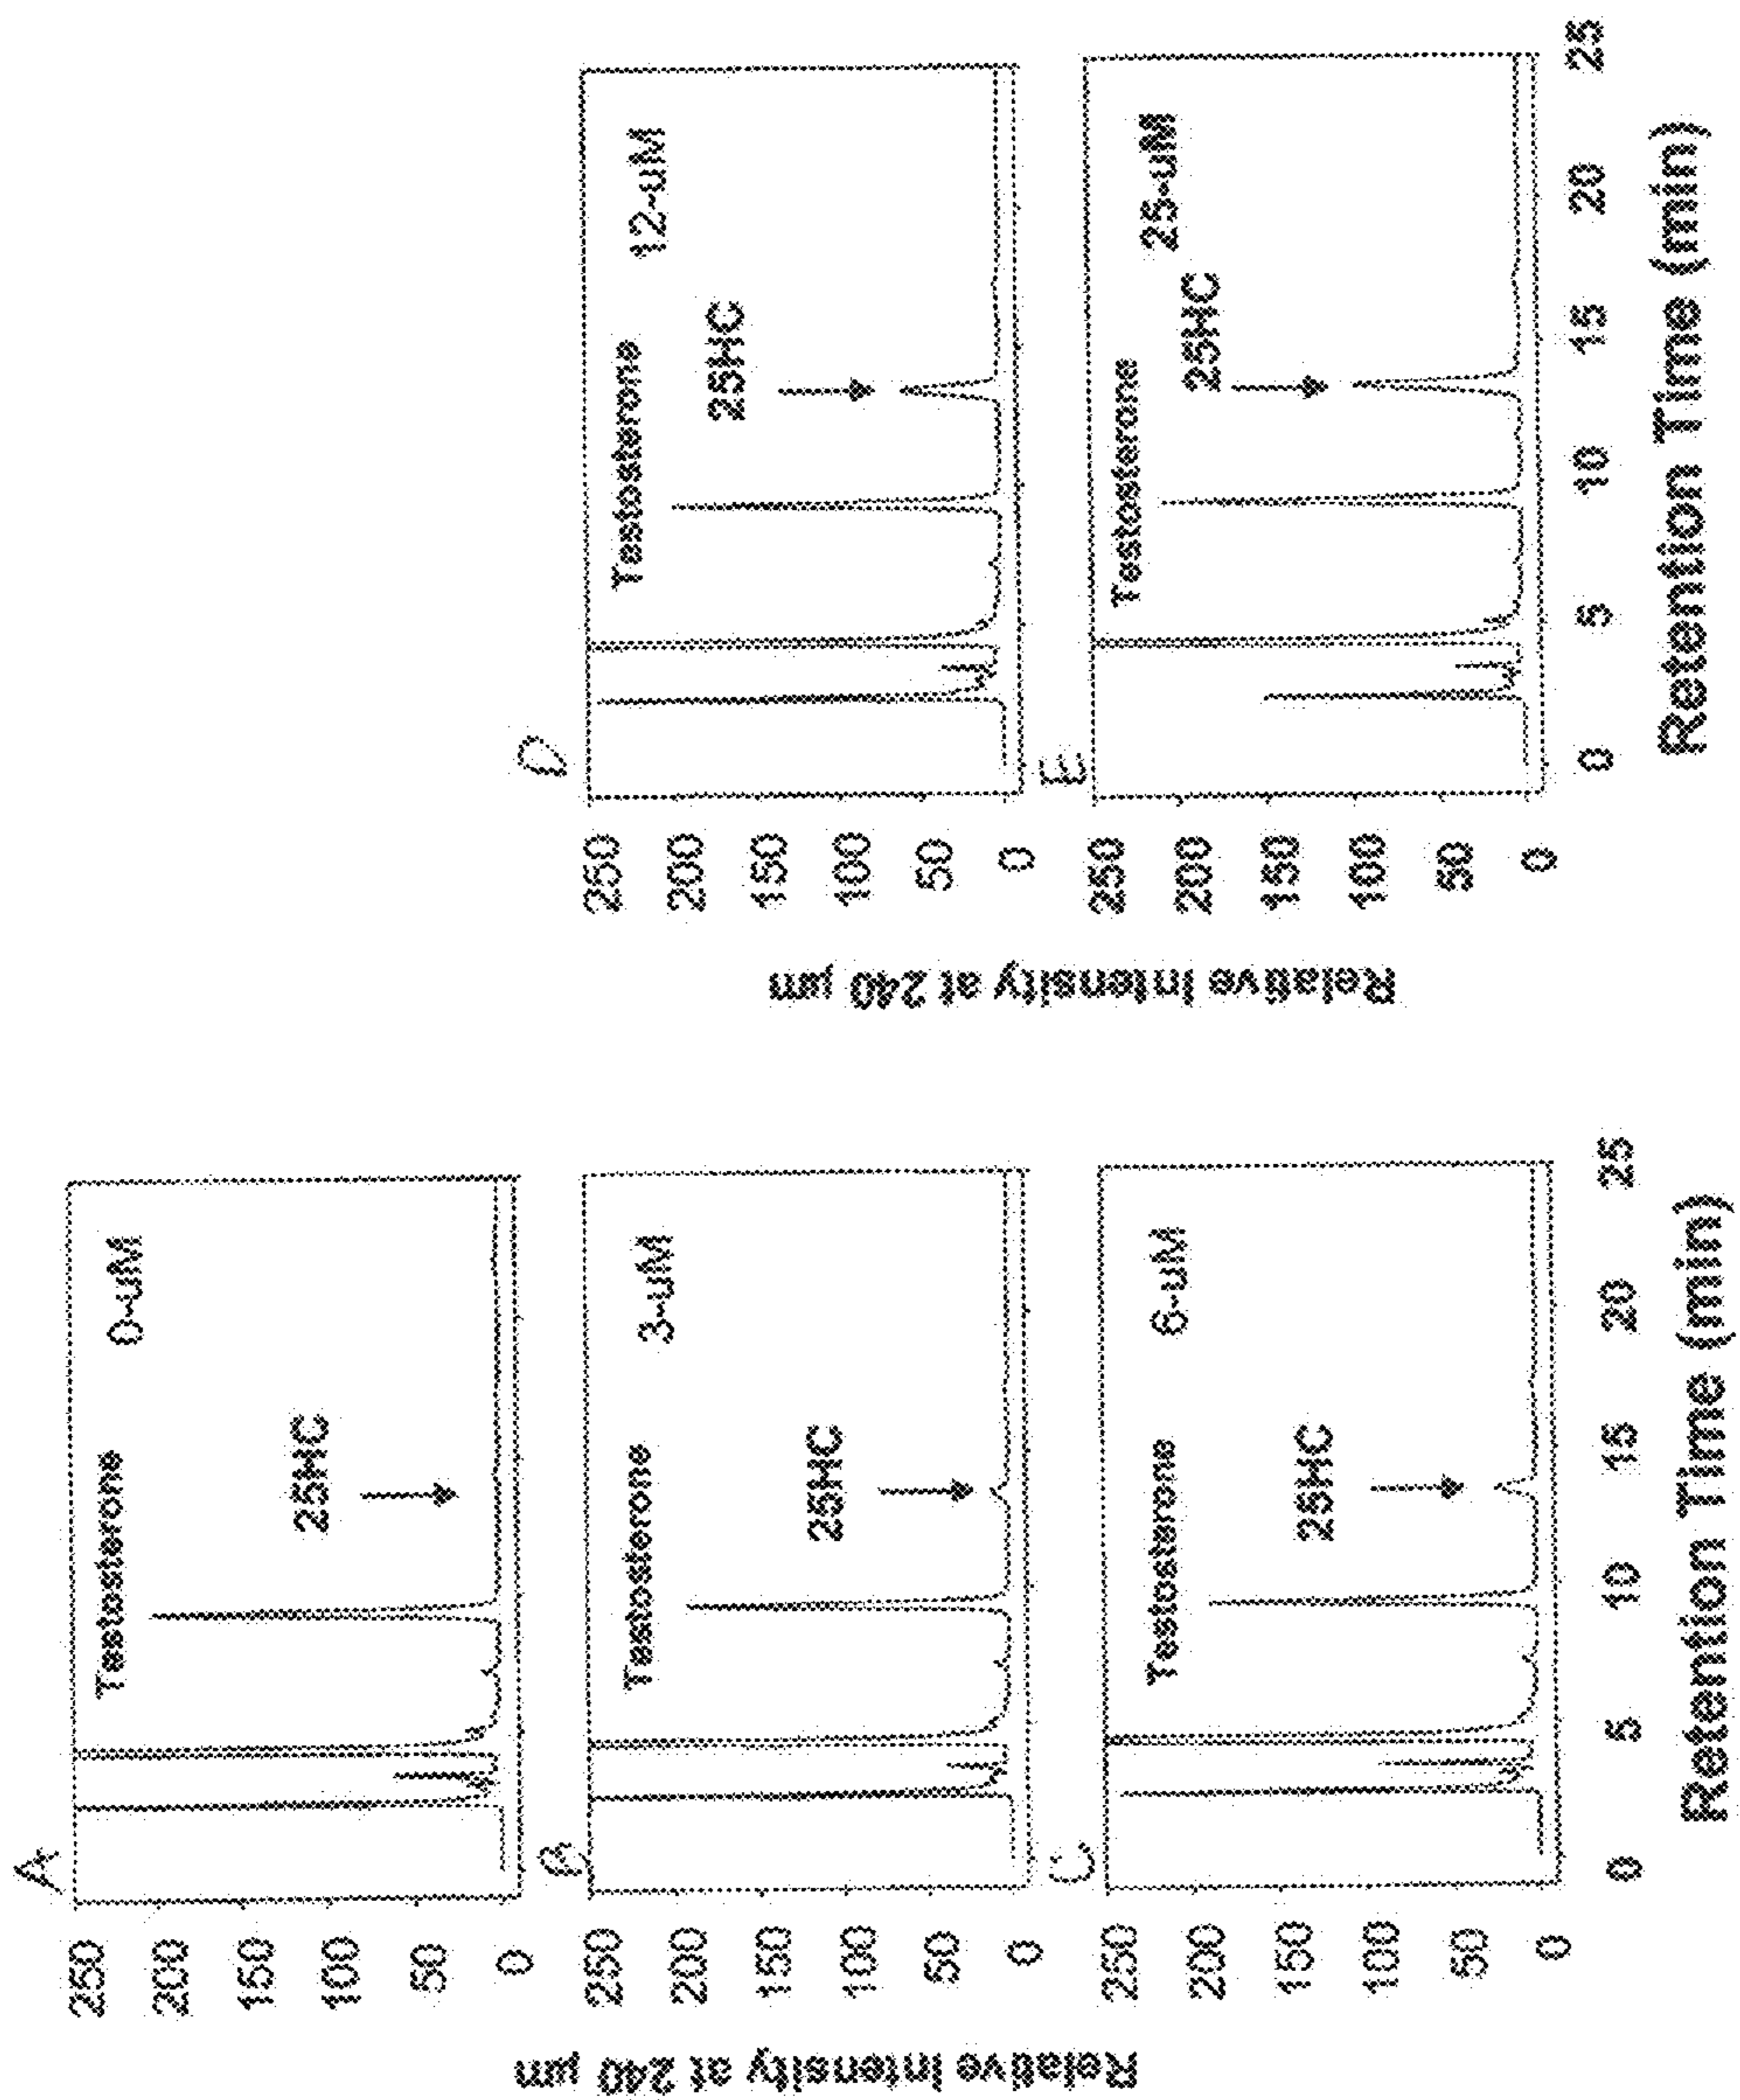 A
Testosterone
0-uM
25HC
250
200
150
100
50
0
B
Testosterone
3-uM
25HC
250
200
150
100
50
0
C
Testosterone
6-uM
25HC
250
200
150
100
50
0
Relative Intensity at 240 µm
0 5 10 15 20 25
Retention Time (min)
D
Testosterone
12-uM
25HC
250
200
150
100
50
0
E
Testosterone
25-uM
25HC
250
200
150
100
50
0
Relative Intensity at 240 µm
0 5 10 15 20 25
Retention Time (min)